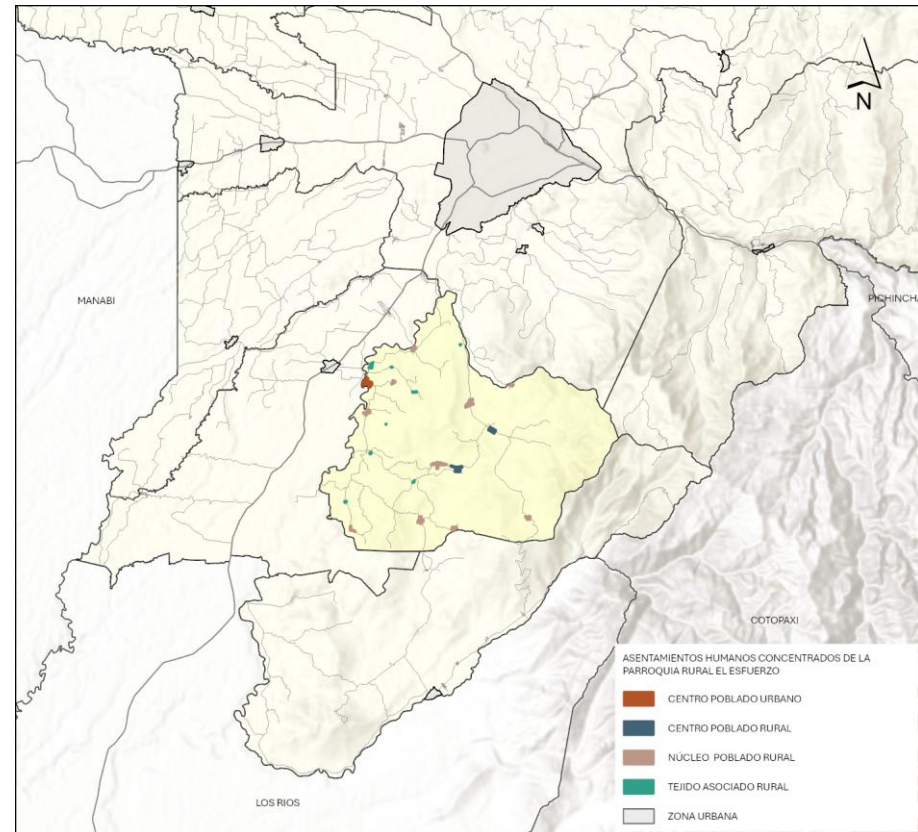 N
MANABI
PICHINCHA
COTOPAXI
ASENTAMIENTOS HUMANOS CONCENTRADOS DE LA
PARROQUIA RURAL EL ESFUERZO
CENTRO POBLADO URBANO
CENTRO POBLADO RURAL
NÚCLEO POBLADO RURAL
TEJIDO ASOCIADO RURAL
ZONA URBANA
LOS RIOS